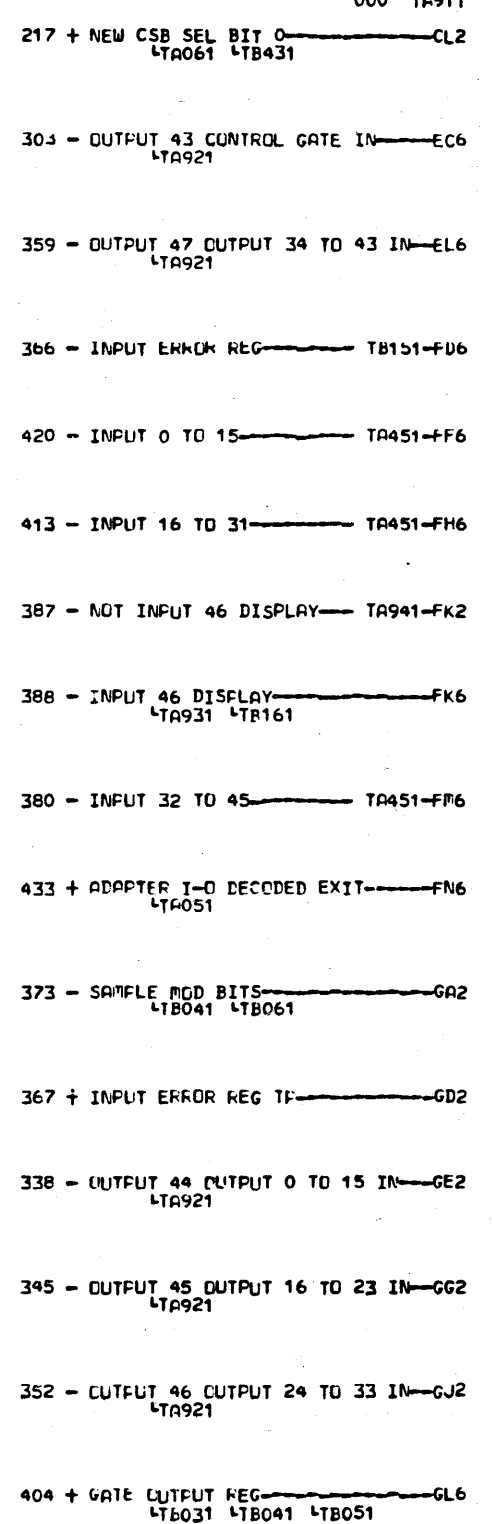 000 TA911
217 + NEW CSB SEL BIT 0 CL2
TA061 TB431
303 - OUTPUT 43 CONTROL GATE IN EC6
TA921
359 - OUTPUT 47 OUTPUT 34 TO 43 IN EL6
TA921
366 - INPUT ERROR REG TB151 FD6
420 - INPUT 0 TO 15 TA451 FF6
413 - INPUT 16 TO 31 TA451 FH6
387 - NOT INPUT 46 DISPLAY TA941 FK2
388 - INPUT 46 DISPLAY FK6
TA931 TB161
380 - INPUT 32 TO 45 TA451 FM6
433 + ADAPTER I-O DECODED EXIT FN6
TA051
373 - SAMPLE MOD BITS GA2
TB041 TB061
367 + INPUT ERROR REG TP GD2
338 - OUTPUT 44 OUTPUT 0 TO 15 IN GE2
TA921
345 - OUTPUT 45 OUTPUT 16 TO 23 IN GG2
TA921
352 - OUTPUT 46 OUTPUT 24 TO 33 IN GJ2
TA921
404 + GATE OUTPUT REG GL6
TB031 TB041 TB051